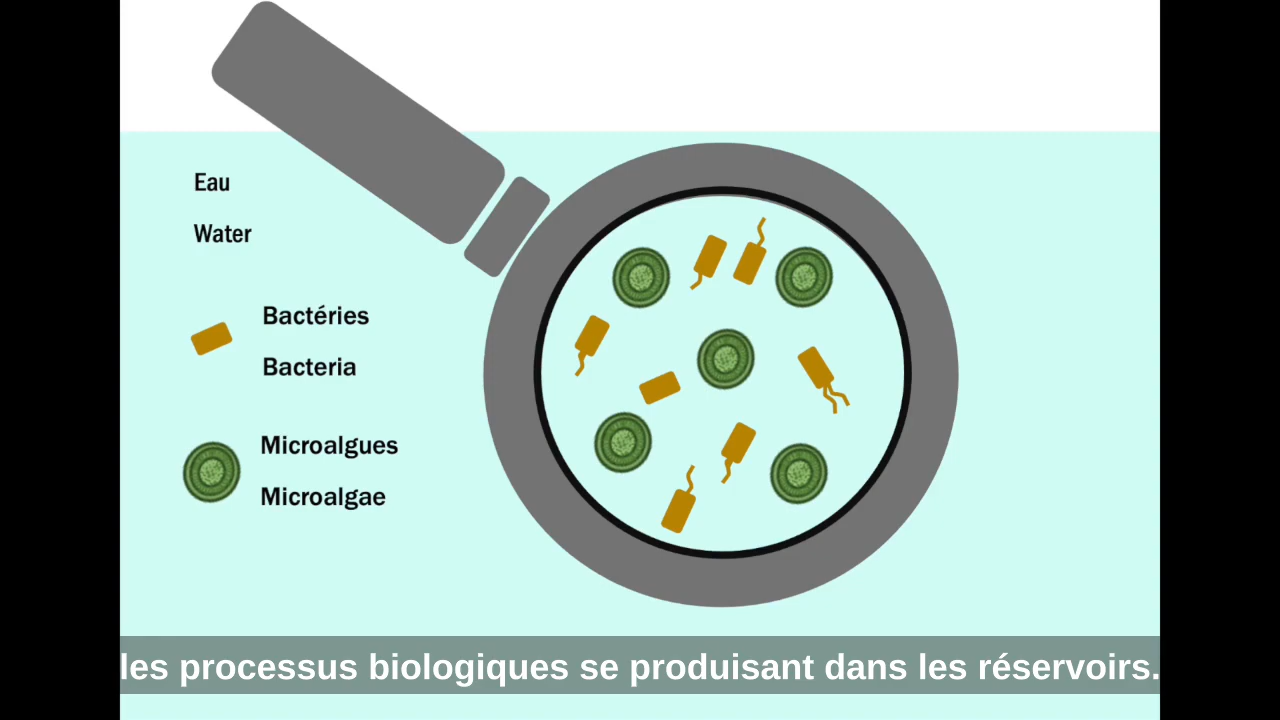 Eau
Water
Bactéries
Bacteria
Microalgues
Microalgae
les processus biologiques se produisant dans les réservoirs.